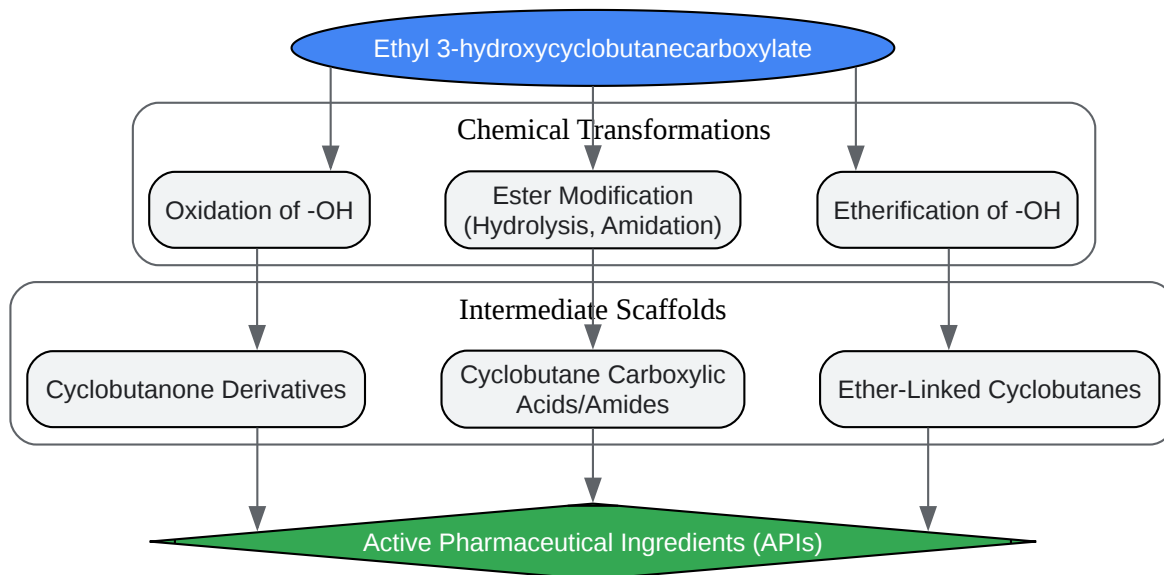 Ethyl 3-hydroxycyclobutanecarboxylate
Chemical Transformations
Oxidation of -OH
Ester Modification
(Hydrolysis, Amidation)
Etherification of -OH
Intermediate Scaffolds
Cyclobutanone Derivatives
Cyclobutane Carboxylic
Acids/Amides
Ether-Linked Cyclobutanes
Active Pharmaceutical Ingredients (APIs)